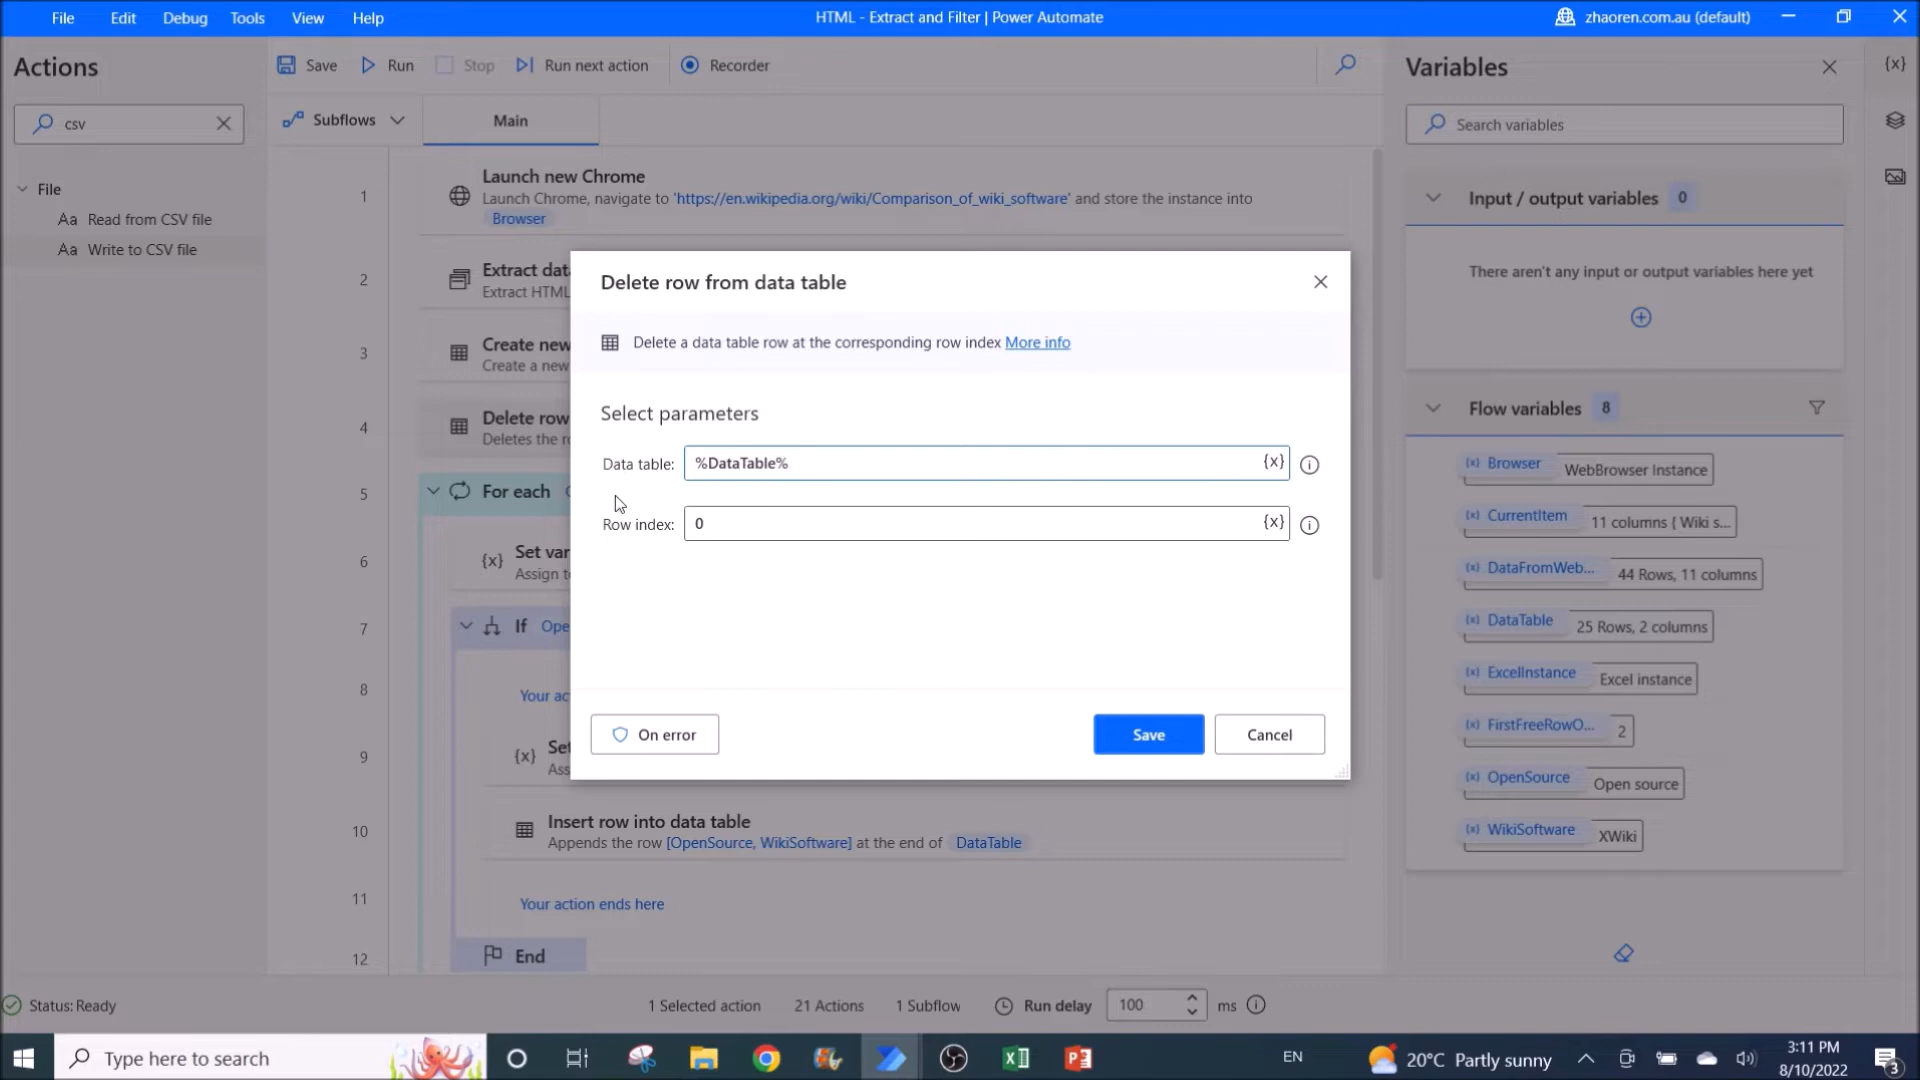 File Edit Debug Tools View Help
HTML - Extract and Filter | Power Automate
zhaoren.com.au (default)
Actions
csv
File
Aa Read from CSV file
Aa Write to CSV file
Save Run Stop Run next action Recorder
Subflows Main
1 Launch new Chrome
Launch Chrome, navigate to 'https://en.wikipedia.org/wiki/Comparison_of_wiki_software' and store the instance into
Browser
2 Extract dat
Extract HTML
3 Create new
Create a new
4 Delete row
Deletes the r
5 For each
6 {x} Set var
Assign to
7 If Ope
8 Your ac
9 {x} Set
Ass
10 Insert row into data table
Appends the row [OpenSource, WikiSoftware] at the end of DataTable
11 Your action ends here
12 End
Delete row from data table
Delete a data table row at the corresponding row index More info
Select parameters
Data table: %DataTable% {x}
Row index: 0 {x}
On error Save Cancel
Variables {x}
Search variables
Input / output variables 0
There aren't any input or output variables here yet
Flow variables 8
{x} Browser WebBrowser Instance
{x} CurrentItem 11 columns { Wiki s...
{x} DataFromWeb... 44 Rows, 11 columns
{x} DataTable 25 Rows, 2 columns
{x} ExcelInstance Excel instance
{x} FirstFreeRowO... 2
{x} OpenSource Open source
{x} WikiSoftware XWiki
Status: Ready 1 Selected action 21 Actions 1 Subflow Run delay 100 ms
Type here to search
EN
20°C Partly sunny
3:11 PM
8/10/2022
3